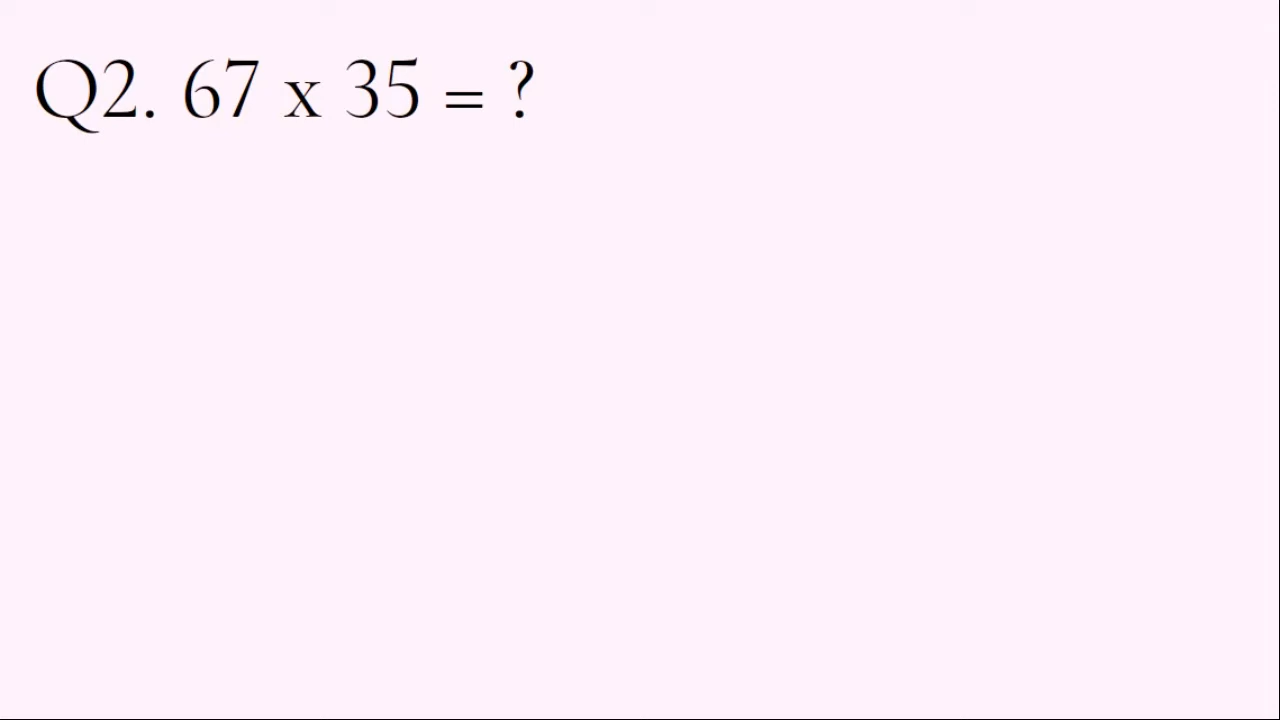 Q2. 67 x 35 = ?